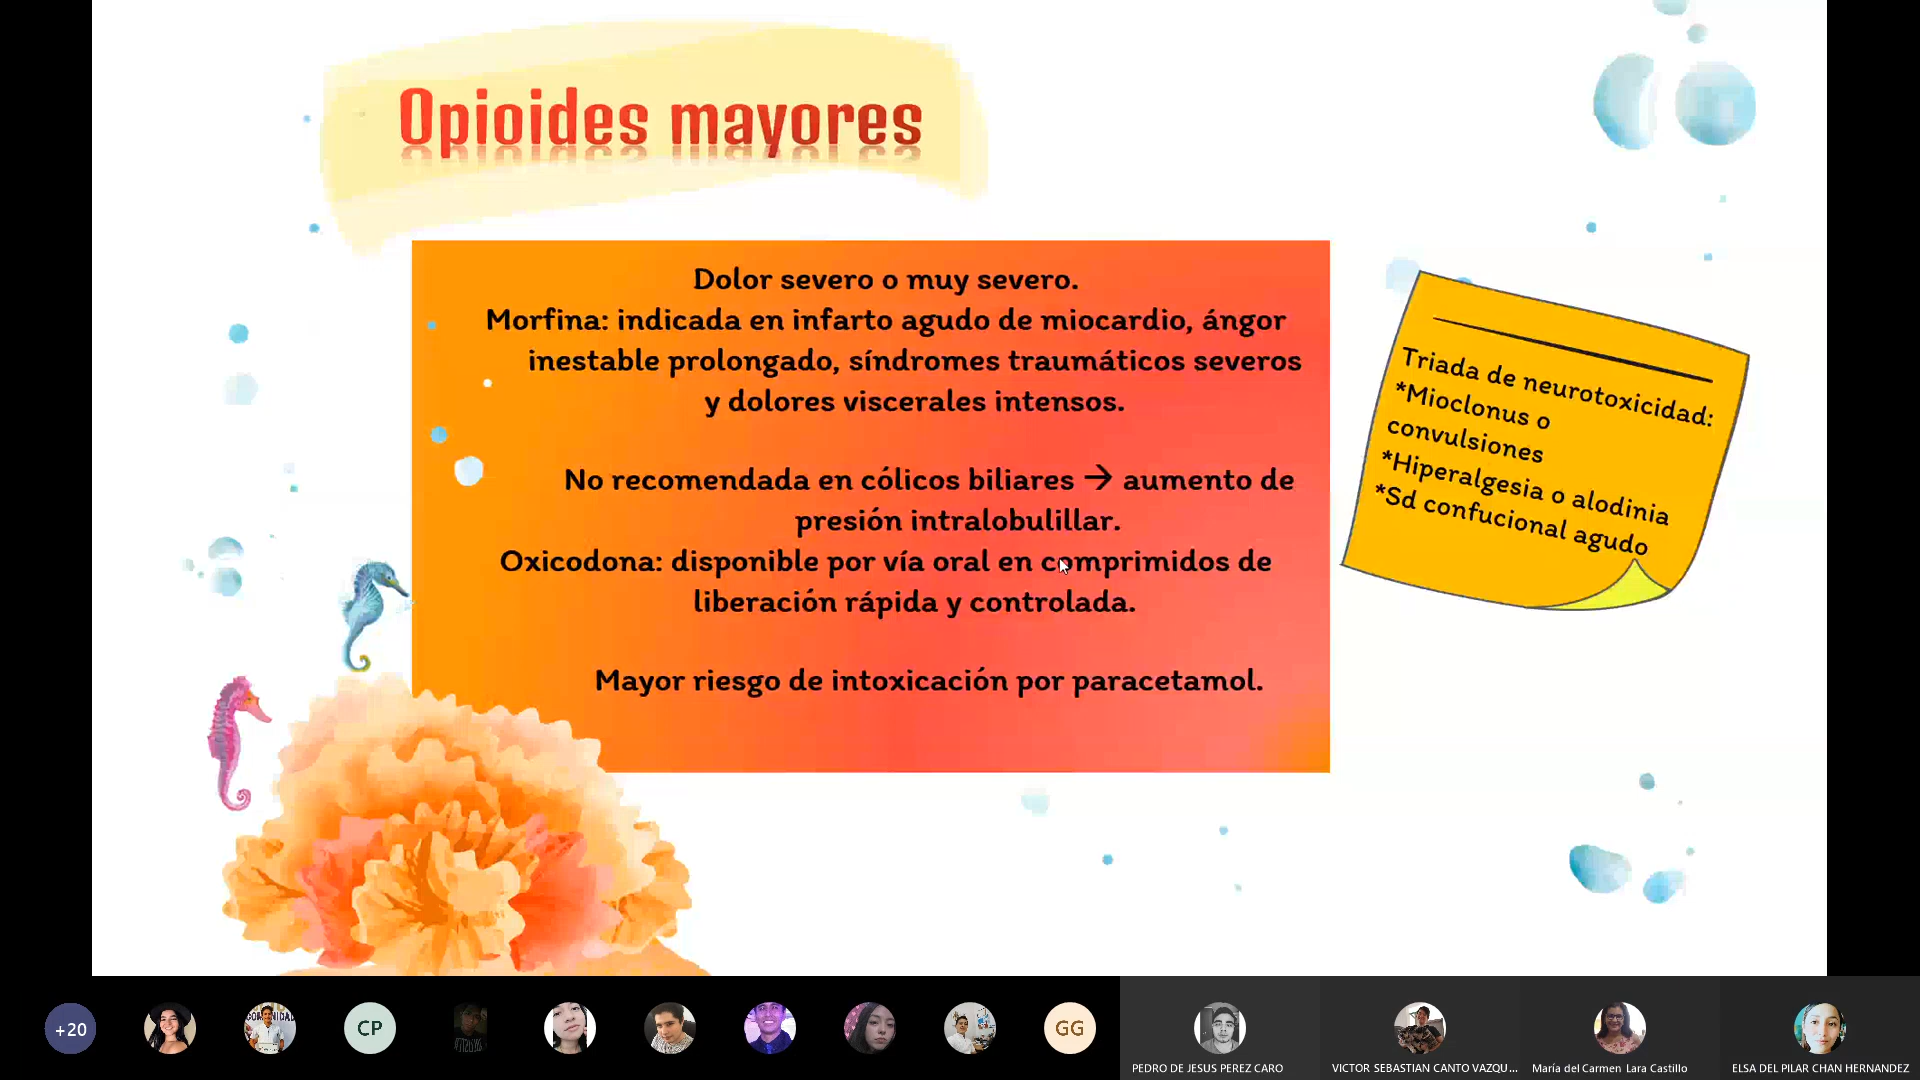 Opioides mayores
Dolor severo o muy severo.
Morfina: indicada en infarto agudo de miocardio, ángor
inestable prolongado, síndromes traumáticos severos
y dolores viscerales intensos.
No recomendada en cólicos biliares → aumento de
presión intralobulillar.
Oxicodona: disponible por vía oral en comprimidos de
liberación rápida y controlada.
Mayor riesgo de intoxicación por paracetamol.
Triada de neurotoxicidad:
*Mioclonus o
convulsiones
*Hiperalgesia o alodinia
*Sd confucional agudo
+20
CP
GG
PEDRO DE JESUS PEREZ CARO
VICTOR SEBASTIAN CANTO VAZQU...
María del Carmen Lara Castillo
ELSA DEL PILAR CHAN HERNANDEZ